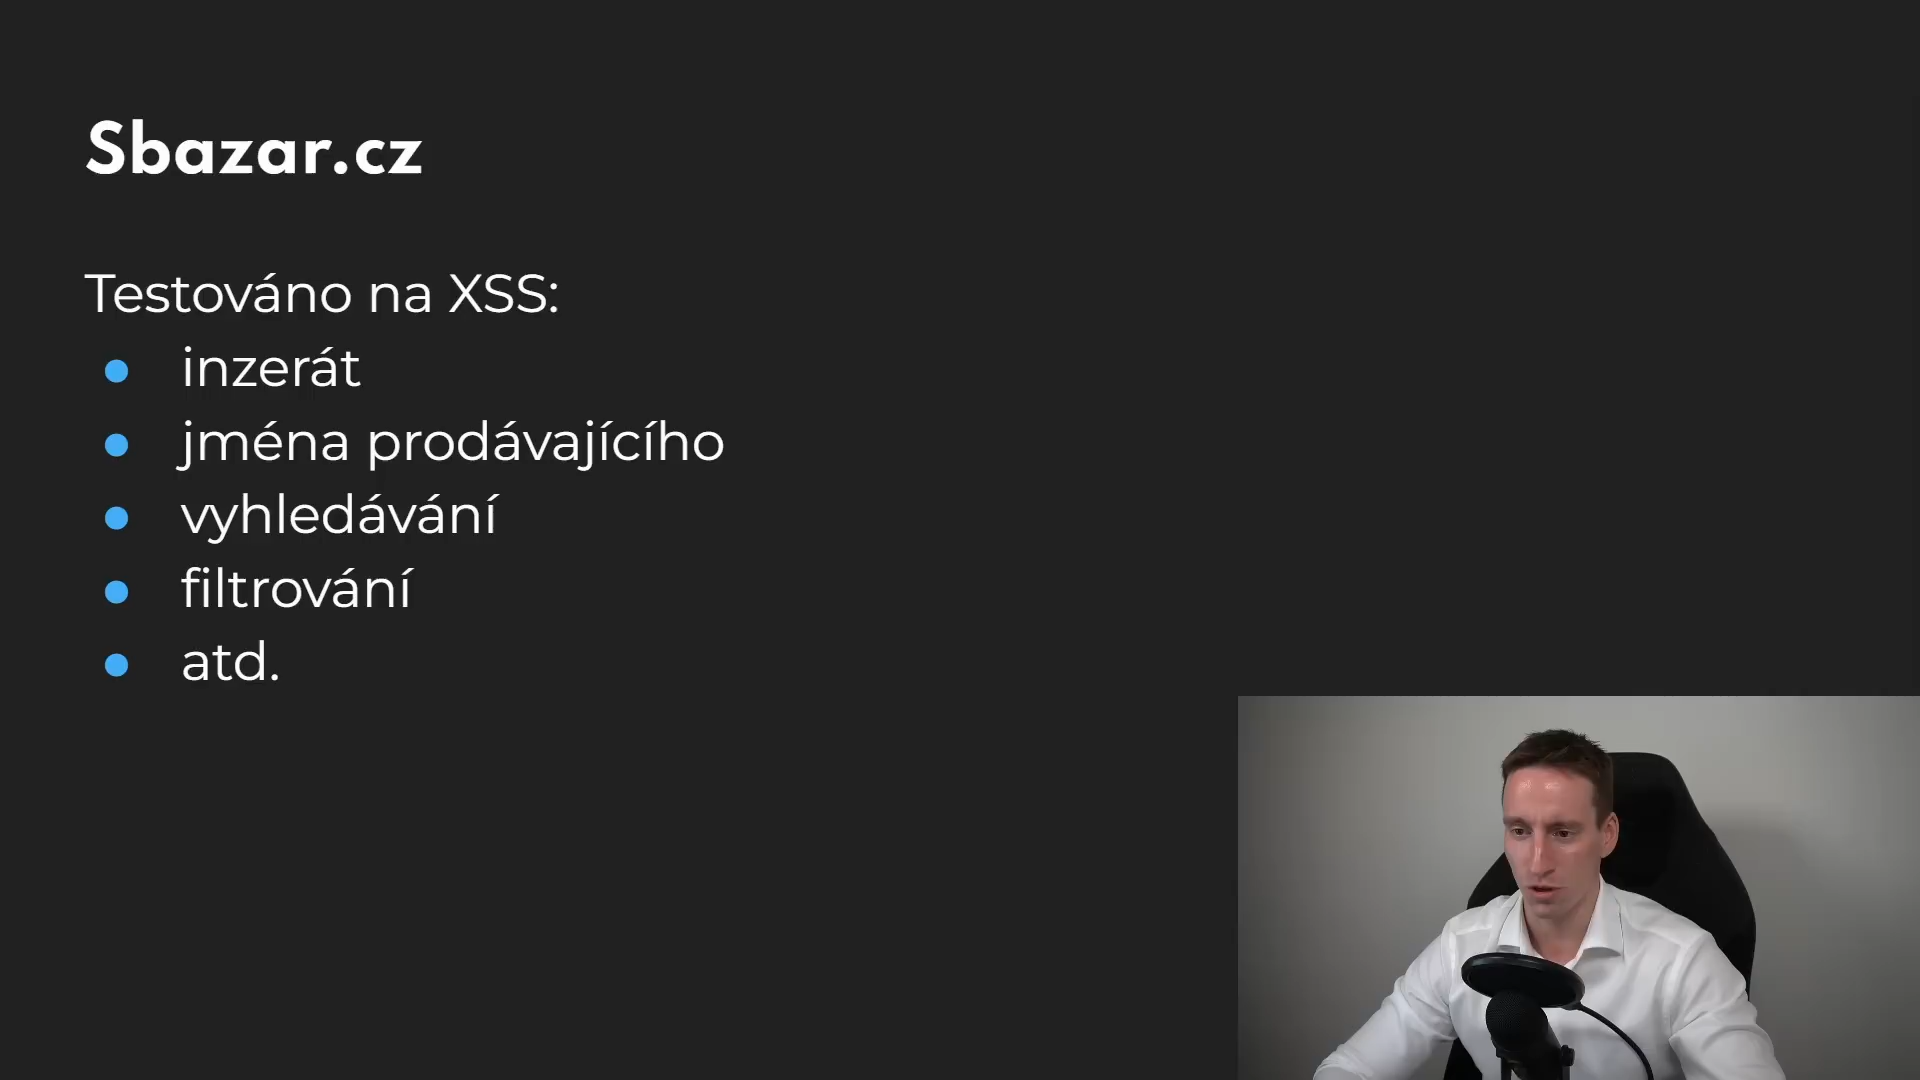 Sbazar.cz
Testováno na XSS:
● inzerát
● jména prodávajícího
● vyhledávání
● filtrování
● atd.